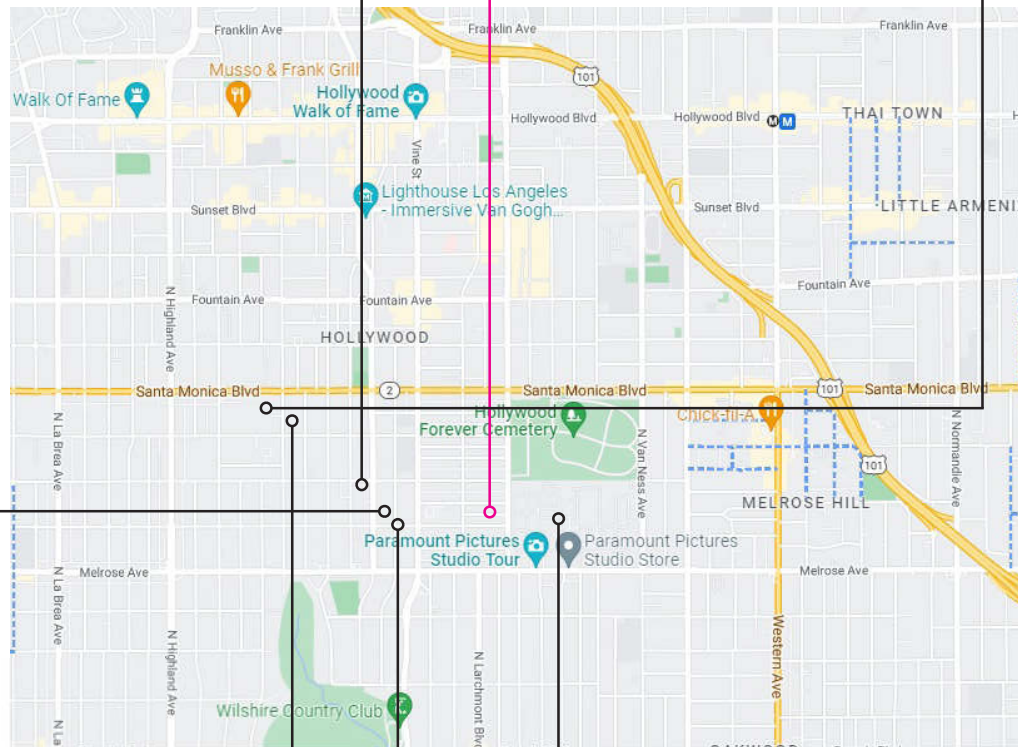 Franklin Ave
Franklin Ave
101
Musso & Frank Grill
Walk Of Fame
Hollywood
Walk of Fame
Hollywood Blvd
Hollywood Blvd
M
M
THAI TOWN
H
Vine St
Lighthouse Los Angeles
- Immersive Van Gogh...
Sunset Blvd
Sunset Blvd
LITTLE ARMENI
Fountain Ave
Fountain Ave
Fountain Ave
N Highland Ave
HOLLYWOOD
Santa Monica Blvd
2
Santa Monica Blvd
101
Santa Monica Blvd
Hollywood
Forever Cemetery
Chick-fil-A
N La Brea Ave
N Van Ness Ave
N Normandie Ave
101
MELROSE HILL
Paramount Pictures
Studio Tour
Paramount Pictures
Studio Store
Melrose Ave
Melrose Ave
N La Brea Ave
N Highland Ave
N Larchmont Blvd
Western Ave
Wilshire Country Club
N La